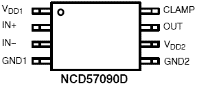 VDD1 CLAMP
IN+ OUT
IN− VDD2
GND1 GND2
NCD57090D